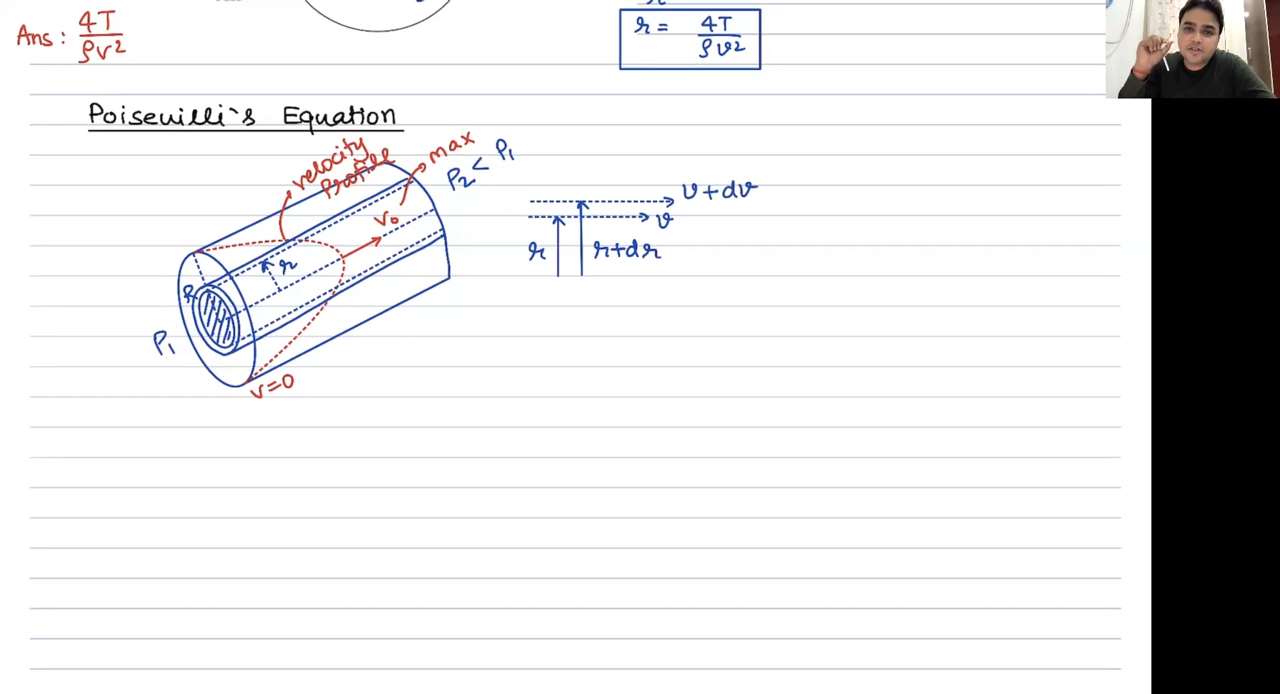 Ans : 4T / ρv²
r = 4T / ρv²
Poiseuilli's Equation
velocity profile
max
P₂ < P₁
v₀
r
R
P₁
v=0
v+dv
v
r
r+dr